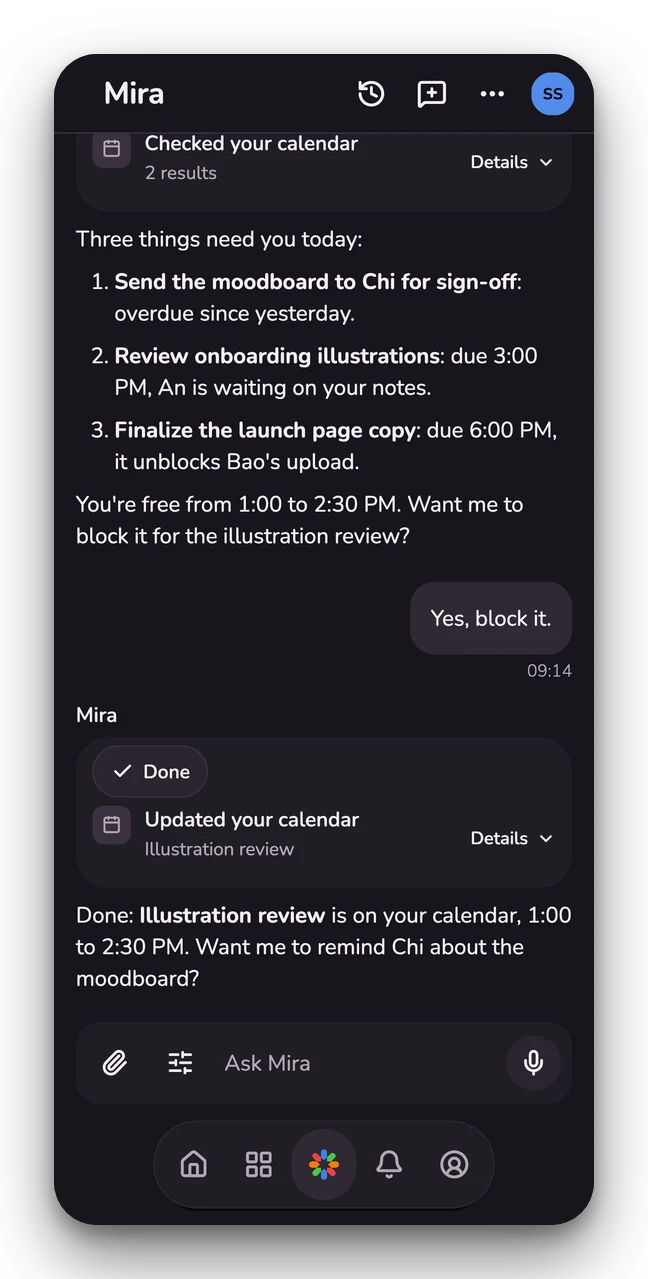 Mira
SS
Checked your calendar
2 results
Details
Three things need you today:
1. Send the moodboard to Chi for sign-off:
overdue since yesterday.
2. Review onboarding illustrations: due 3:00
PM, An is waiting on your notes.
3. Finalize the launch page copy: due 6:00 PM,
it unblocks Bao's upload.
You're free from 1:00 to 2:30 PM. Want me to
block it for the illustration review?
Yes, block it.
09:14
Mira
Done
Updated your calendar
Illustration review
Details
Done: Illustration review is on your calendar, 1:00
to 2:30 PM. Want me to remind Chi about the
moodboard?
Ask Mira